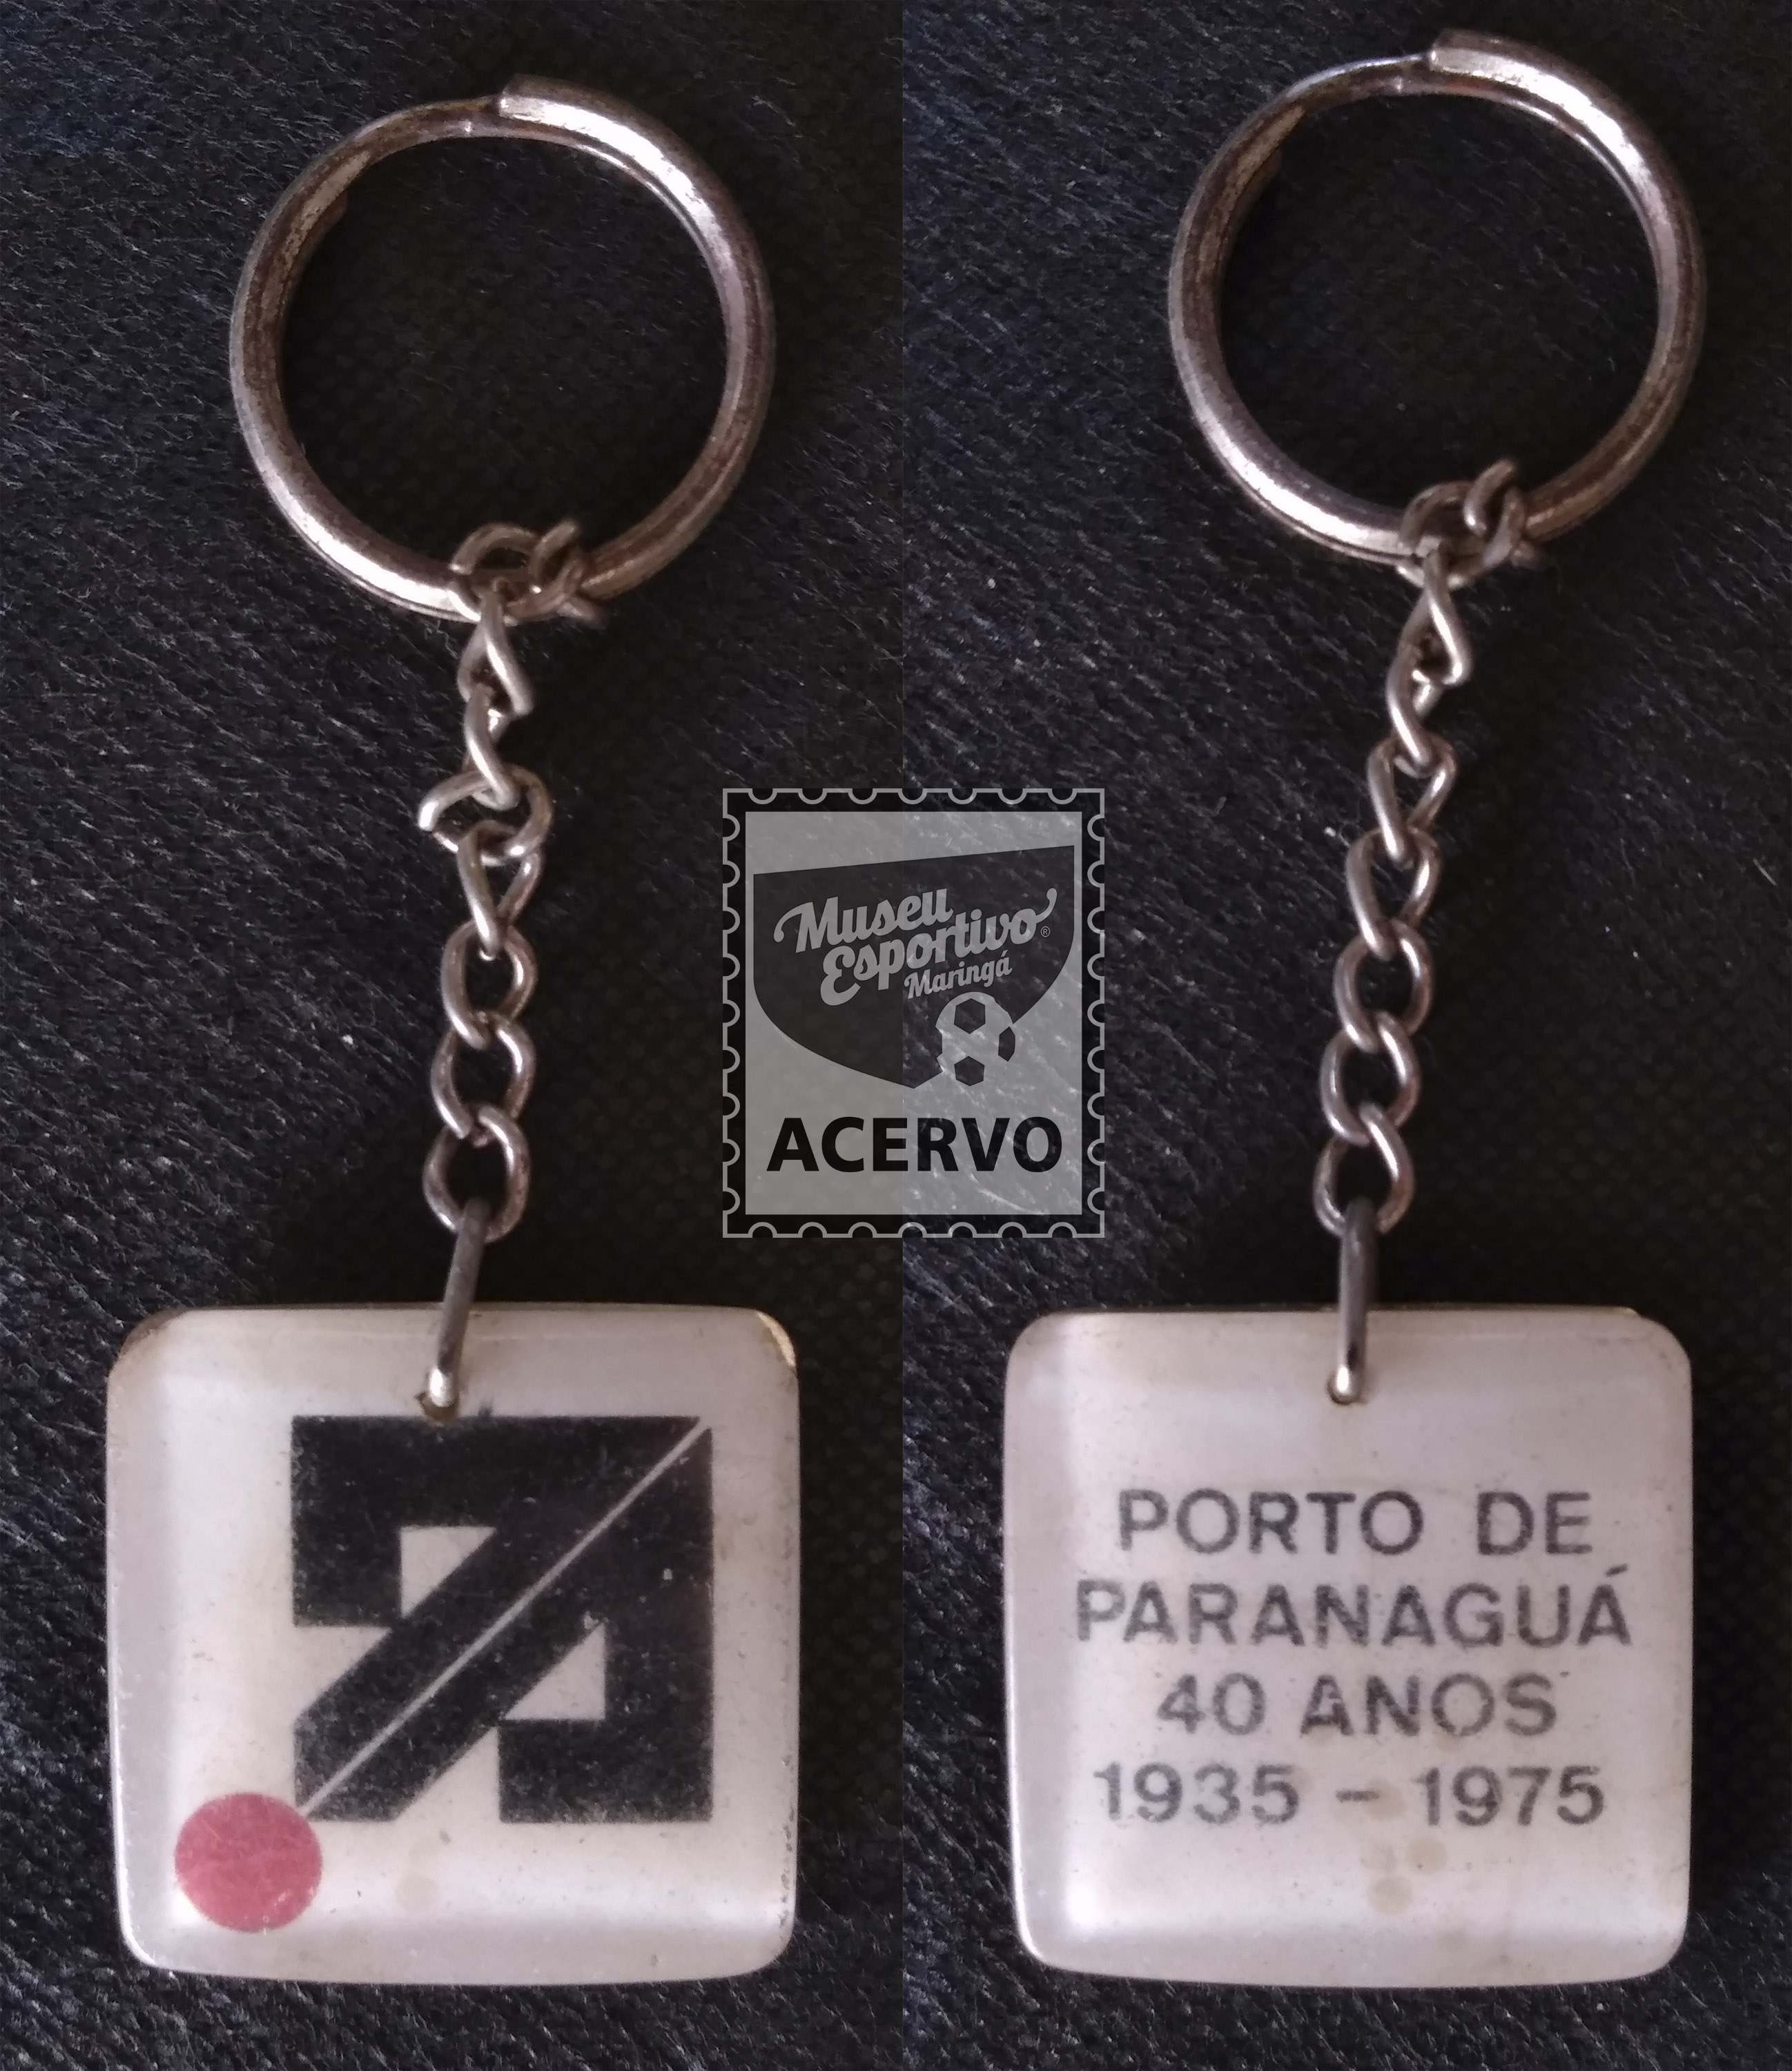 Museu
Esportivo®
Maringá
ACERVO
PORTO DE
PARANAGUÁ
40 ANOS
1935 - 1975